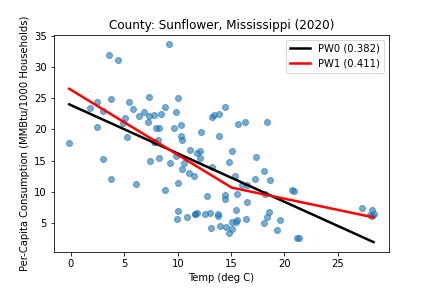 County: Sunflower, Mississippi (2020)
PW0 (0.382)
PW1 (0.411)
Per-Capita Consumption (MMBtu/1000 Households)
35
30
25
20
15
10
5
0 5 10 15 20 25
Temp (deg C)